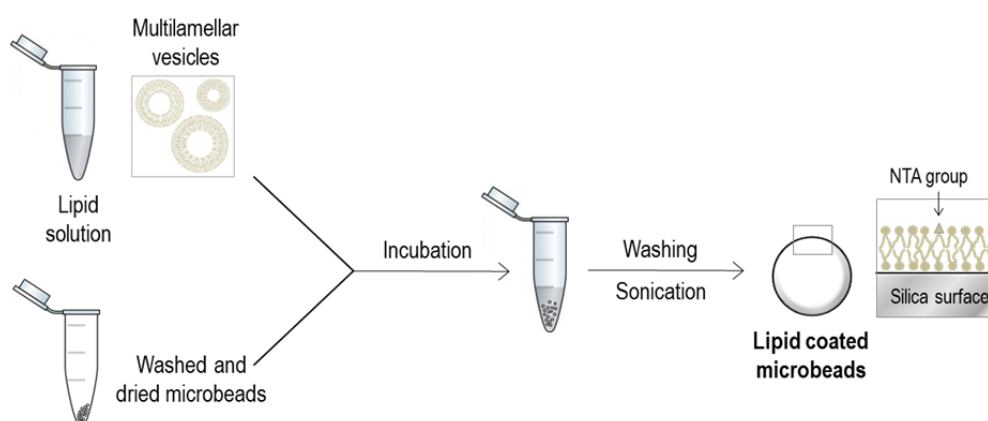 Multilamellar
vesicles
Lipid
solution
Washed and
dried microbeads
Incubation
Washing
Sonication
NTA group
Silica surface
Lipid coated
microbeads